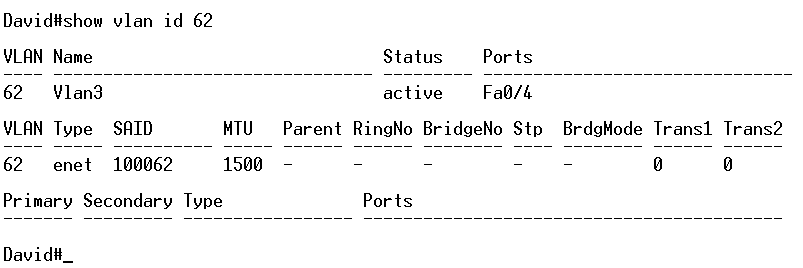 David#show vlan id 62
VLAN Name                             Status    Ports
---- -------------------------------- --------- -------------------------------
62   Vlan3                            active    Fa0/4
VLAN Type  SAID       MTU   Parent RingNo BridgeNo Stp  BrdgMode Trans1 Trans2
---- ----- ---------- ----- ------ ------ -------- ---- -------- ------ ------
62   enet  100062     1500  -      -      -        -    -        0      0
Primary Secondary Type              Ports
------- --------- ----------------- ------------------------------------------
David#_